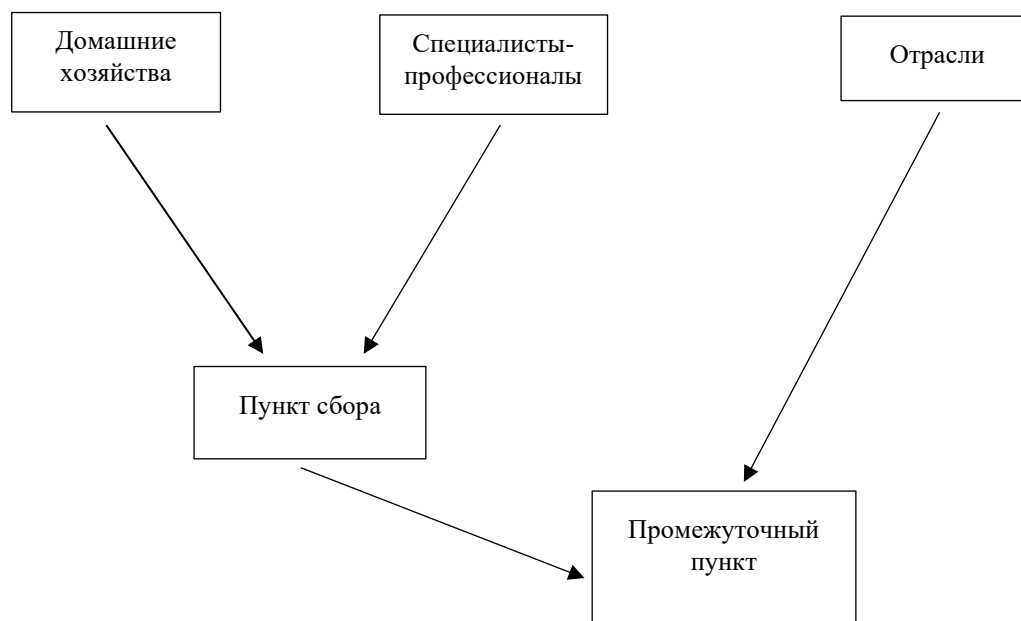 Домашние
хозяйства
Специалисты-
профессионалы
Отрасли
Пункт сбора
Промежуточный
пункт